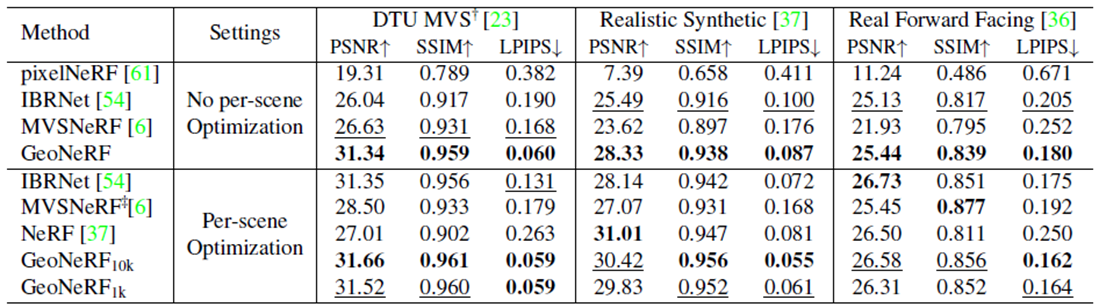 Method Settings DTU MVS† [23] Realistic Synthetic [37] Real Forward Facing [36]
PSNR↑ SSIM↑ LPIPS↓ PSNR↑ SSIM↑ LPIPS↓ PSNR↑ SSIM↑ LPIPS↓
pixelNeRF [61] 19.31 0.789 0.382 7.39 0.658 0.411 11.24 0.486 0.671
IBRNet [54] No per-scene 26.04 0.917 0.190 25.49 0.916 0.100 25.13 0.817 0.205
MVSNeRF [6] Optimization 26.63 0.931 0.168 23.62 0.897 0.176 21.93 0.795 0.252
GeoNeRF 31.34 0.959 0.060 28.33 0.938 0.087 25.44 0.839 0.180
IBRNet [54] 31.35 0.956 0.131 28.14 0.942 0.072 26.73 0.851 0.175
MVSNeRF‡[6] Per-scene 28.50 0.933 0.179 27.07 0.931 0.168 25.45 0.877 0.192
NeRF [37] Optimization 27.01 0.902 0.263 31.01 0.947 0.081 26.50 0.811 0.250
GeoNeRF10k 31.66 0.961 0.059 30.42 0.956 0.055 26.58 0.856 0.162
GeoNeRF1k 31.52 0.960 0.059 29.83 0.952 0.061 26.31 0.852 0.164